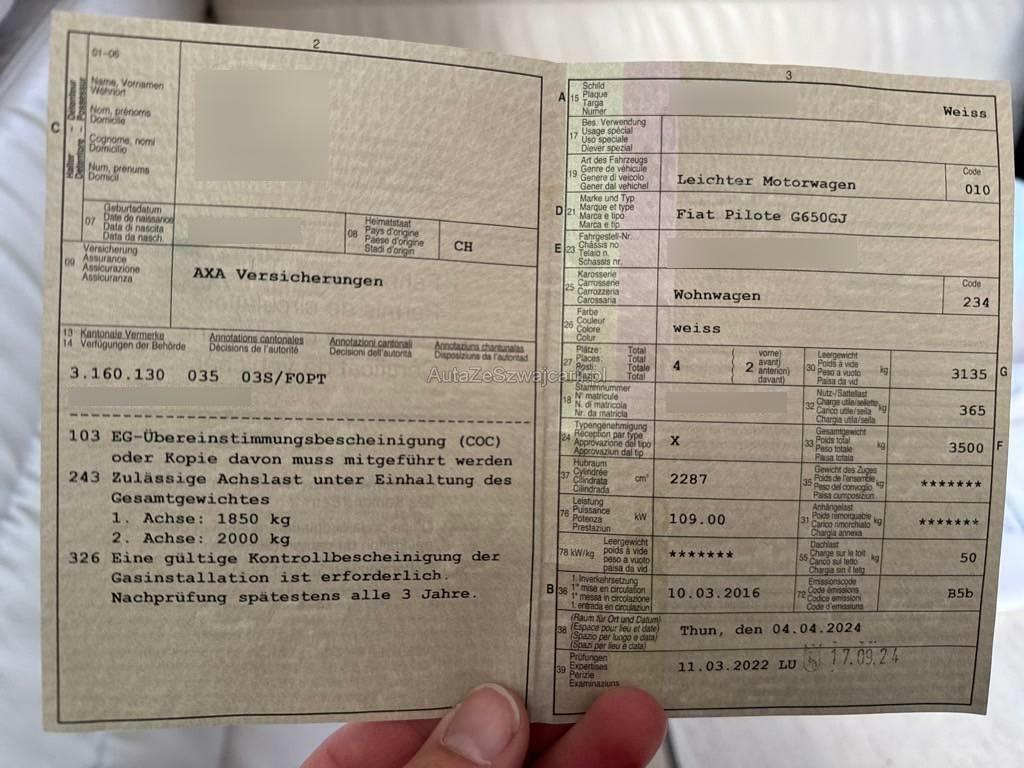 2
01-06
C
Halter - Détenteur
Detentore - Possessur
Name, Vornamen
Wohnort
Nom, prénoms
Domicile
Cognome, nomi
Domicilio
Num, prenums
Domicil
07
Geburtsdatum
Date de naissance
Data di nascita
Data da nasch.
08
Heimatstaat
Pays d'origine
Paese d'origine
Stadi d'origin
CH
09
Versicherung
Assurance
Assicurazione
Assicuranza
AXA Versicherungen
13 Kantonale Vermerke
14 Verfügungen der Behörde
Annotations cantonales
Décisions de l'autorité
Annotazioni cantonali
Decisioni dell'autorità
Annotaziuns chantunalas
Disposiziuns da l'autoritad
3.160.130 035 03S/F0PT
103 EG-Übereinstimmungsbescheinigung (COC)
oder Kopie davon muss mitgeführt werden
243 Zulässige Achslast unter Einhaltung des
Gesamtgewichtes
1. Achse: 1850 kg
2. Achse: 2000 kg
326 Eine gültige Kontrollbescheinigung der
Gasinstallation ist erforderlich.
Nachprüfung spätestens alle 3 Jahre.
AutaZeSzwajcarii.pl
3
A 15
Schild
Plaque
Targa
Numer
Weiss
17
Bes. Verwendung
Usage spécial
Uso speciale
Diever spezial
19
Art des Fahrzeugs
Genre de véhicule
Genere di veicolo
Gener dal vehichel
Leichter Motorwagen
Code
010
D 21
Marke und Typ
Marque et type
Marca e tipo
Marca e tip
Fiat Pilote G650GJ
E 23
Fahrgestell-Nr.
Châssis no
Telaio n.
Schassis nr.
25
Karosserie
Carrosserie
Carrozzeria
Carossaria
Wohnwagen
Code
234
26
Farbe
Couleur
Colore
Colur
weiss
27
Plätze: Total
Places: Total
Posti: Totale
Total
4
2
vorne)
avant)
anteriori)
davant)
30
Leergewicht
Poids à vide
Peso a vuoto
Paisa da vid
kg
3135
G
18
Stammnummer
N° matricule
N. di matricola
Nr. da matricla
32
Nutz-/Sattellast
Charge utile/sellette
Carico utile/sella
Chargia utila/sella
kg
365
24
Typengenehmigung
Réception par type
Approvazione del tipo
Approvaziun dal tip
X
33
Gesamtgewicht
Poids total
Peso totale
Paisa totala
kg
3500
F
37
Hubraum
Cylindrée
Cilindrata
Cilindrada
cm³
2287
35
Gewicht des Zuges
Poids de l'ensemble
Peso del convoglio
Paisa cumposiziun
kg
*******
76
Leistung
Puissance
Potenza
Prestaziun
kW
109.00
31
Anhängelast
Poids remorquable
Carico rimorchiato
Chargia annexa
kg
*******
78 kW/kg
Leergewicht
poids à vide
peso a vuoto
paisa da vid
*******
55
Dachlast
Charge sur le toit
Carico sul tetto
Chargia sin il tetg
kg
50
B 36
1. Inverkehrsetzung
1re mise en circulation
1a messa in circolazione
1. entrada en circulaziun
10.03.2016
72
Emissionscode
Code émissions
Codice emissioni
Code d'emissiuns
B5b
38
(Raum für Ort und Datum)
(Espace pour lieu et date)
(Spazio per luogo e data)
(Spazi per lieu e data)
Thun, den 04.04.2024
39
Prüfungen
Expertises
Perizie
Examinaziuns
11.03.2022 LU
17.09.24